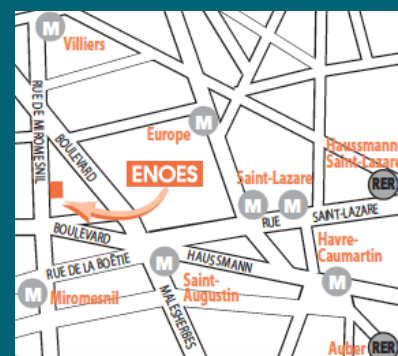 M
Villiers
RUE DE MIROMESNIL
BOULEVARD
Europe
M
ENOES
Haussmann
Saint-Lazare
RER
Saint-Lazare
M
M
RUE
SAINT-LAZARE
BOULEVARD
HAUSSMANN
Havre-
Caumartin
M
RUE DE LA BOËTIE
M
Saint-
Augustin
M
Miromesnil
MALESHERBES
Auber
RER